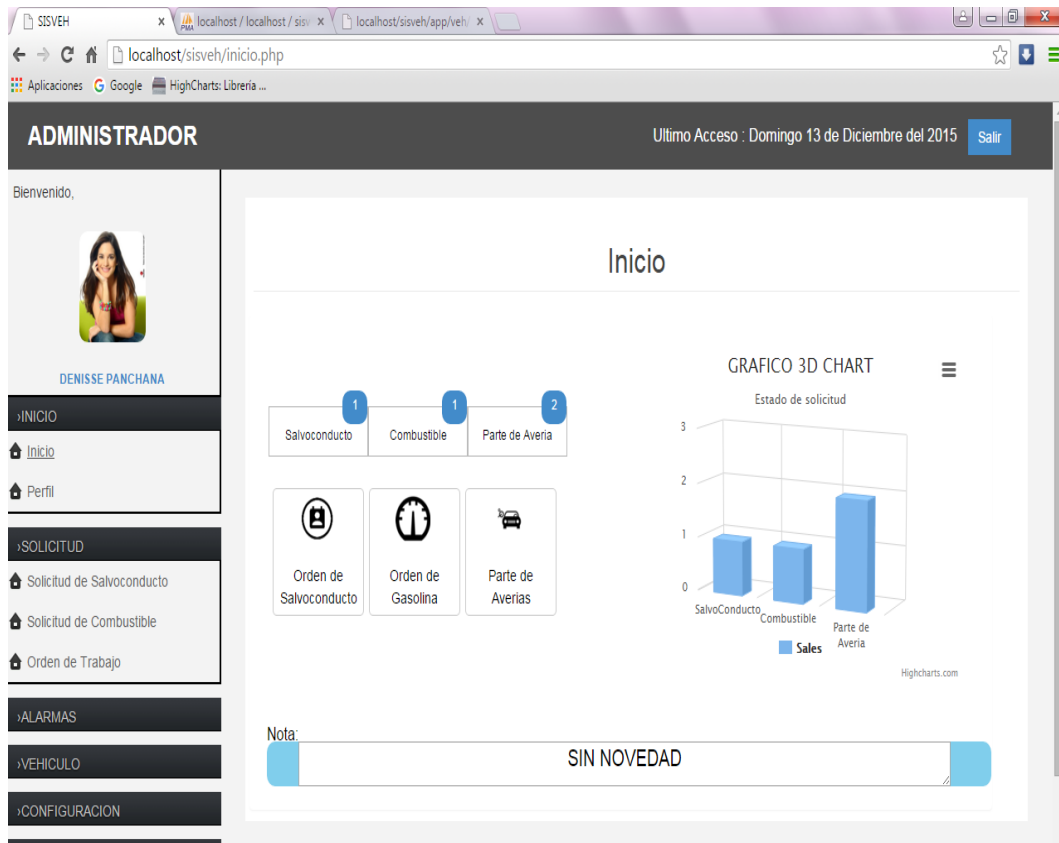 SISVEH
localhost / localhost / sisv
localhost/sisveh/app/veh/
localhost/sisveh/inicio.php
Aplicaciones
Google
HighCharts: Librería ...
ADMINISTRADOR
Ultimo Acceso : Domingo 13 de Diciembre del 2015
Salir
Bienvenido,
DENISSE PANCHANA
›INICIO
Inicio
Perfil
›SOLICITUD
Solicitud de Salvoconducto
Solicitud de Combustible
Orden de Trabajo
›ALARMAS
›VEHICULO
›CONFIGURACION
Inicio
1
1
2
Salvoconducto
Combustible
Parte de Averia
Orden de
Salvoconducto
Orden de
Gasolina
Parte de
Averias
GRAFICO 3D CHART
Estado de solicitud
3
2
1
0
SalvoConducto
Combustible
Parte de
Averia
Sales
Highcharts.com
Nota:
SIN NOVEDAD